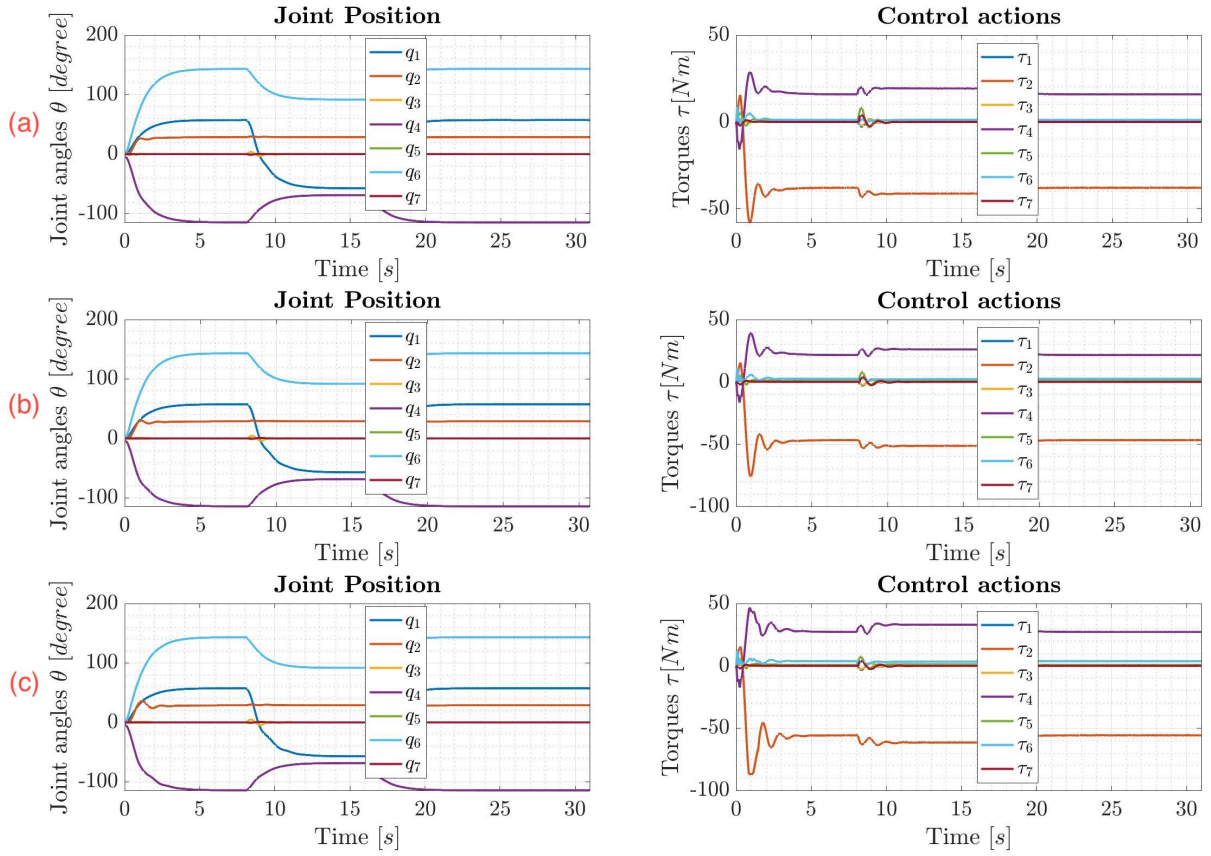 Joint Position
Control actions
(a)
Joint angles θ [degree]
200
100
0
-100
0
5
10
15
20
25
30
Time [s]
q1
q2
q3
q4
q5
q6
q7
Torques τ[Nm]
50
0
-50
0
5
10
15
20
25
30
Time [s]
τ1
τ2
τ3
τ4
τ5
τ6
τ7
Joint Position
Control actions
(b)
Joint angles θ [degree]
200
100
0
-100
0
5
10
15
20
25
30
Time [s]
q1
q2
q3
q4
q5
q6
q7
Torques τ[Nm]
50
0
-50
-100
0
5
10
15
20
25
30
Time [s]
τ1
τ2
τ3
τ4
τ5
τ6
τ7
Joint Position
Control actions
(c)
Joint angles θ [degree]
200
100
0
-100
0
5
10
15
20
25
30
Time [s]
q1
q2
q3
q4
q5
q6
q7
Torques τ[Nm]
50
0
-50
-100
0
5
10
15
20
25
30
Time [s]
τ1
τ2
τ3
τ4
τ5
τ6
τ7